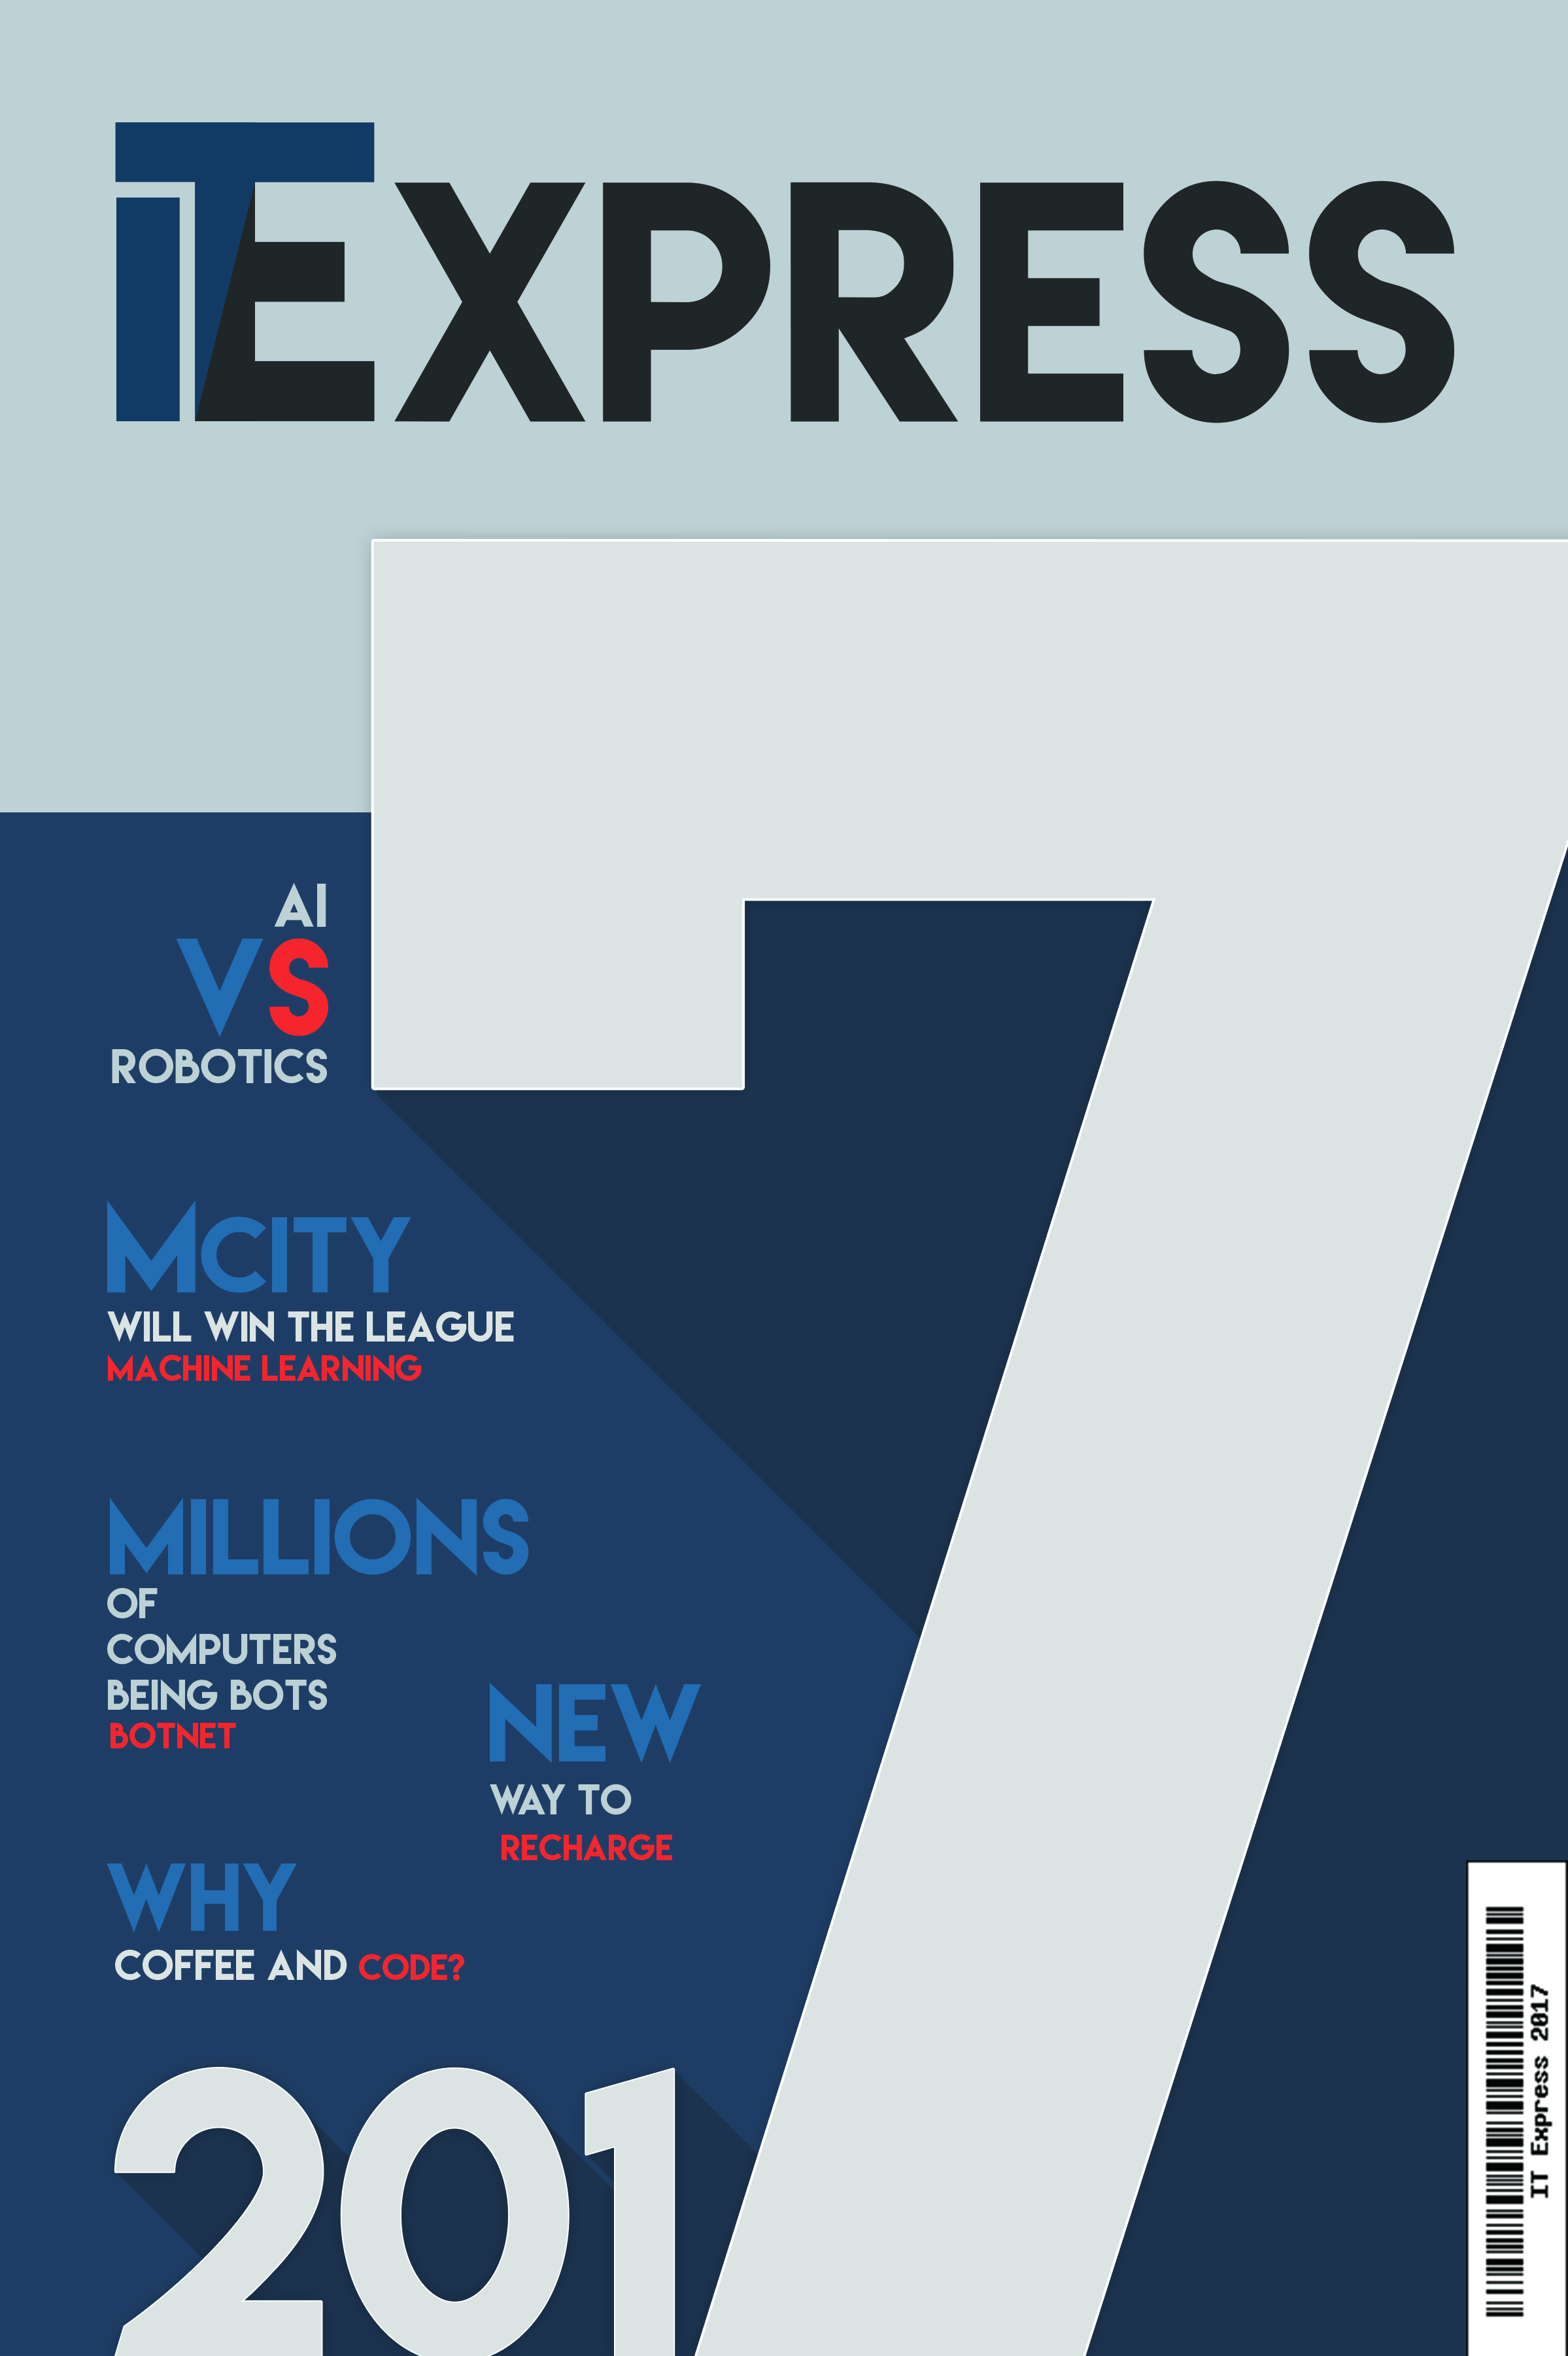 iTEXPRESS
AI
VS
ROBOTICS
MCITY
WILL WIN THE LEAGUE
MACHINE LEARNING
MILLIONS
OF
COMPUTERS
BEING BOTS
BOTNET
NEW
WAY TO
RECHARGE
WHY
COFFEE AND CODE?
2017
IT Express 2017